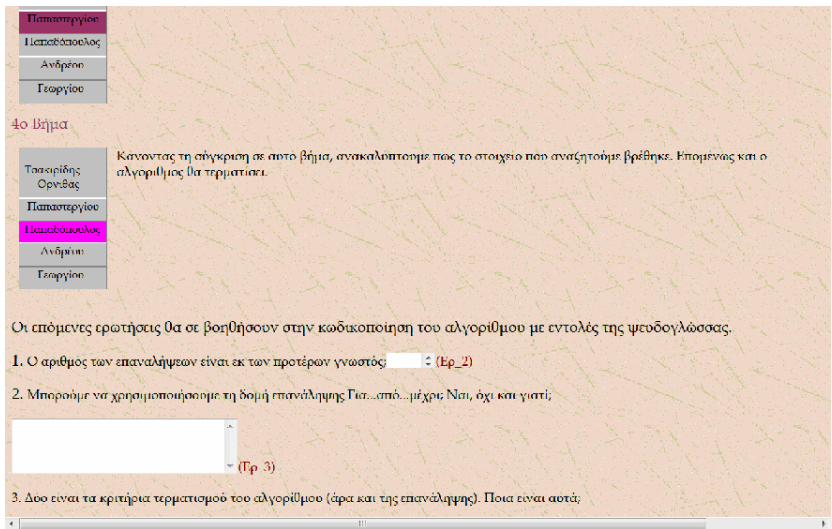 Παπαστεργίου
Παπαδόπουλος
Ανδρέου
Γεωργίου
4ο Βήμα
Τσακιρίδης
Ορνιθας
Παπαστεργίου
Παπαδόπουλος
Ανδρέου
Γεωργίου
Κάνοντας τη σύγκριση σε αυτό βήμα, ανακαλύπτουμε πως το στοιχείο που αναζητούμε βρέθηκε. Επομένως και ο
αλγόριθμος θα τερματίσει.
Οι επόμενες ερωτήσεις θα σε βοηθήσουν στην κωδικοποίηση του αλγορίθμου με εντολές της ψευδογλώσσας.
1. Ο αριθμός των επαναλήψεων είναι εκ των προτέρων γνωστός; (Ερ_2)
2. Μπορούμε να χρησιμοποιήσουμε τη δομή επανάληψης Για...από...μέχρι; Ναι, όχι και γιατί;
(Ερ_3)
3. Δύο είναι τα κριτήρια τερματισμού του αλγορίθμου (άρα και της επανάληψης). Ποια είναι αυτά;